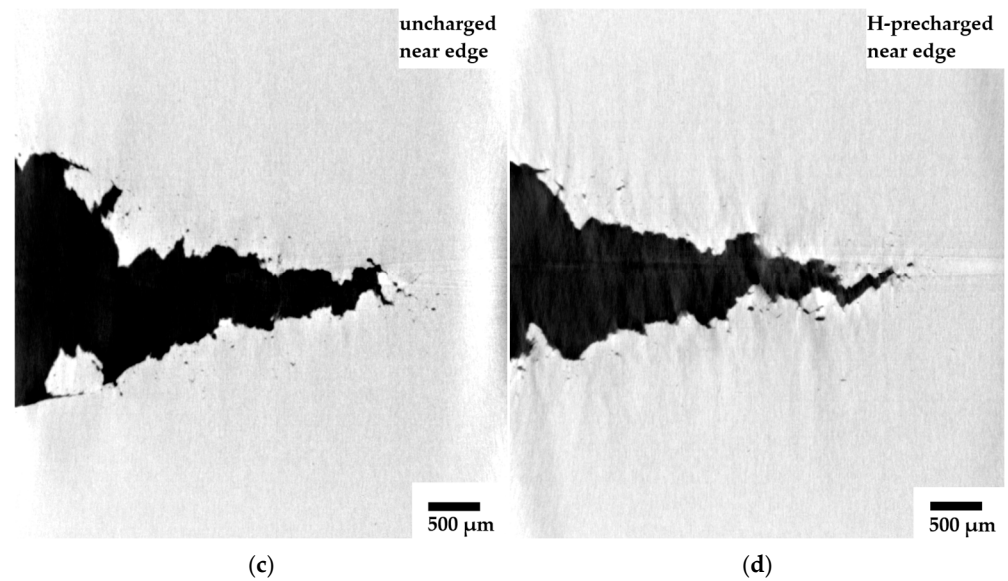 uncharged
near edge
H-precharged
near edge
500 μm
500 μm
(c)
(d)